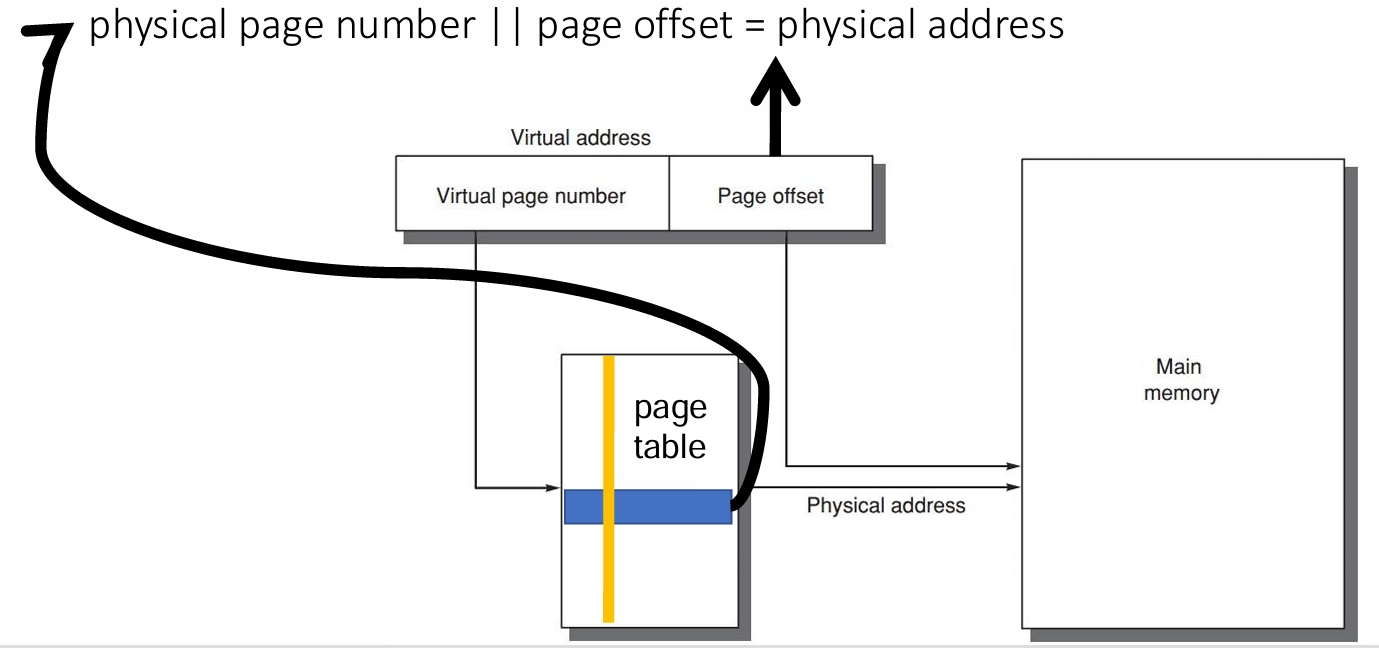 physical page number || page offset = physical address
Virtual address
Virtual page number
Page offset
page
table
Main
memory
Physical address